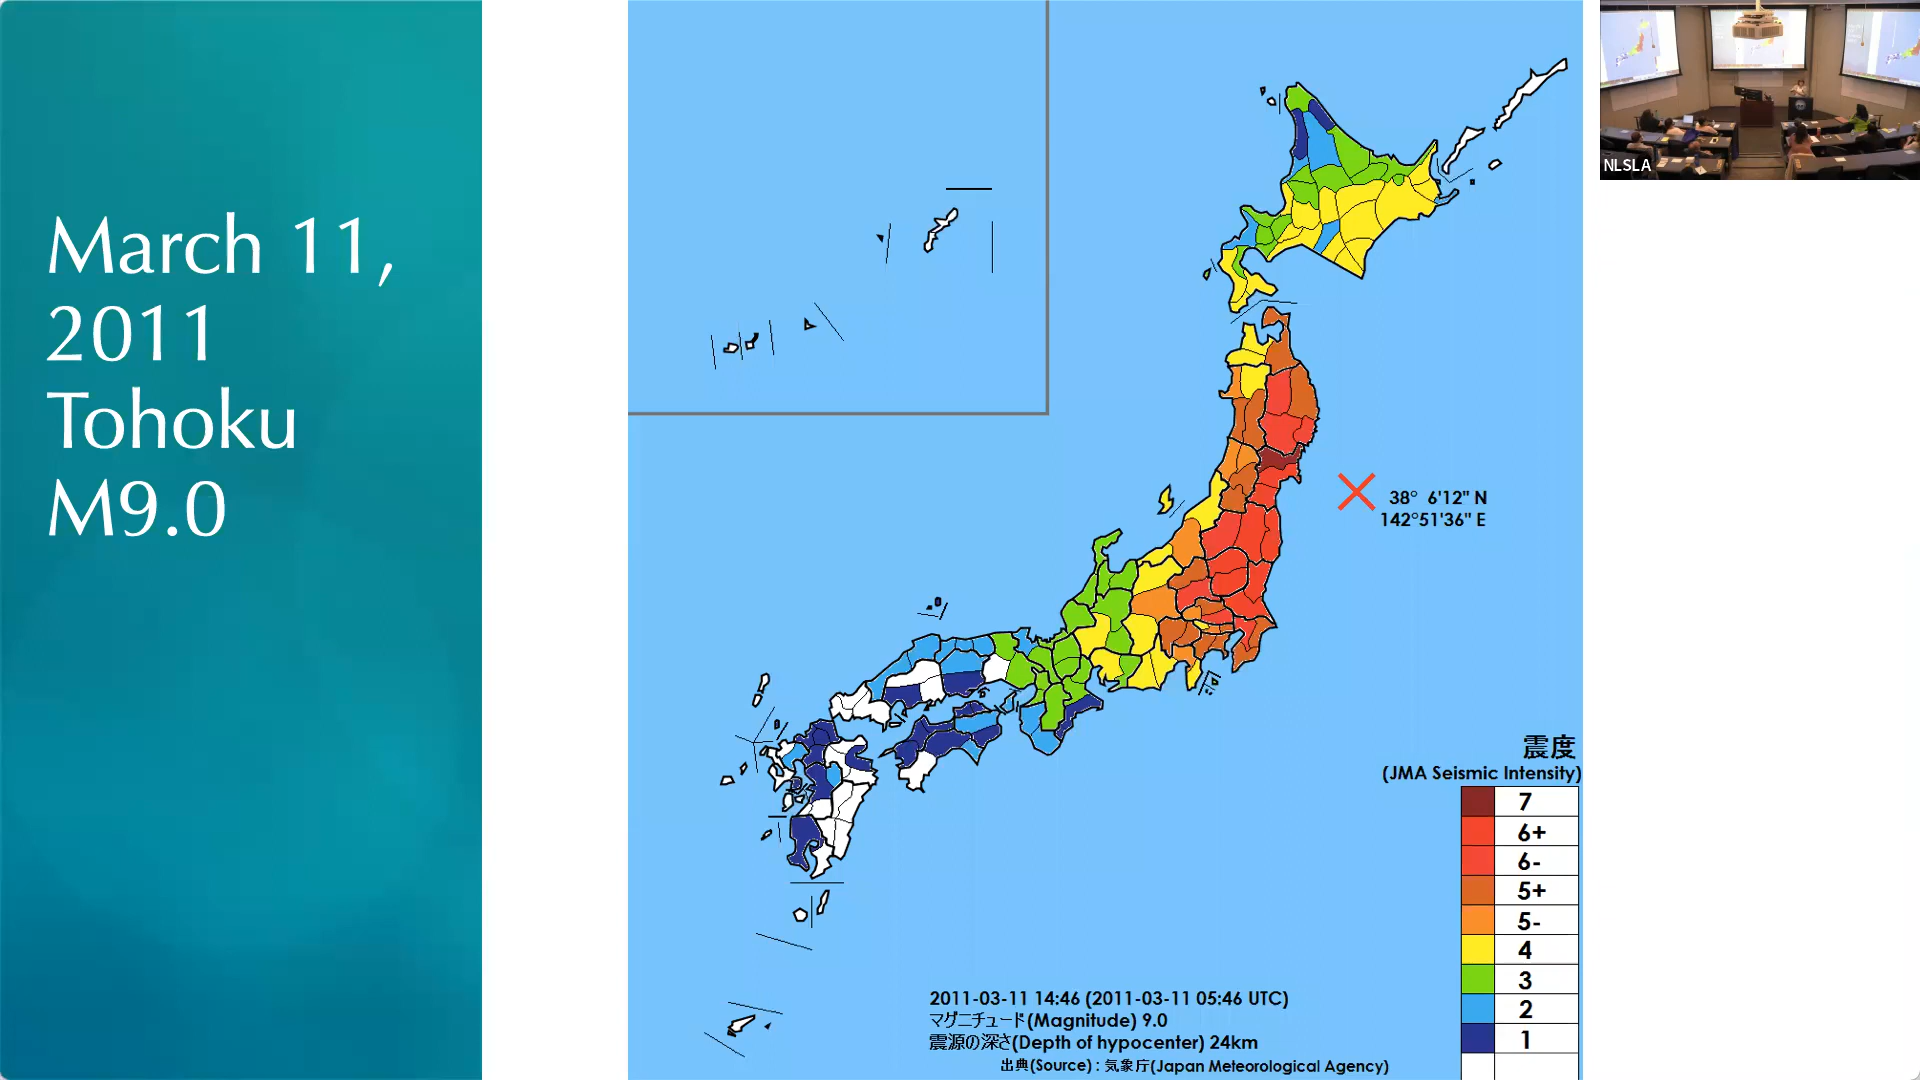 March 11,
2011
Tohoku
M9.0
38° 6'12" N
142°51'36" E
震度
(JMA Seismic Intensity)
7
6+
6-
5+
5-
4
3
2
1
2011-03-11 14:46 (2011-03-11 05:46 UTC)
マグニチュード(Magnitude) 9.0
震源の深さ(Depth of hypocenter) 24km
出典(Source) : 気象庁(Japan Meteorological Agency)
NLSLA